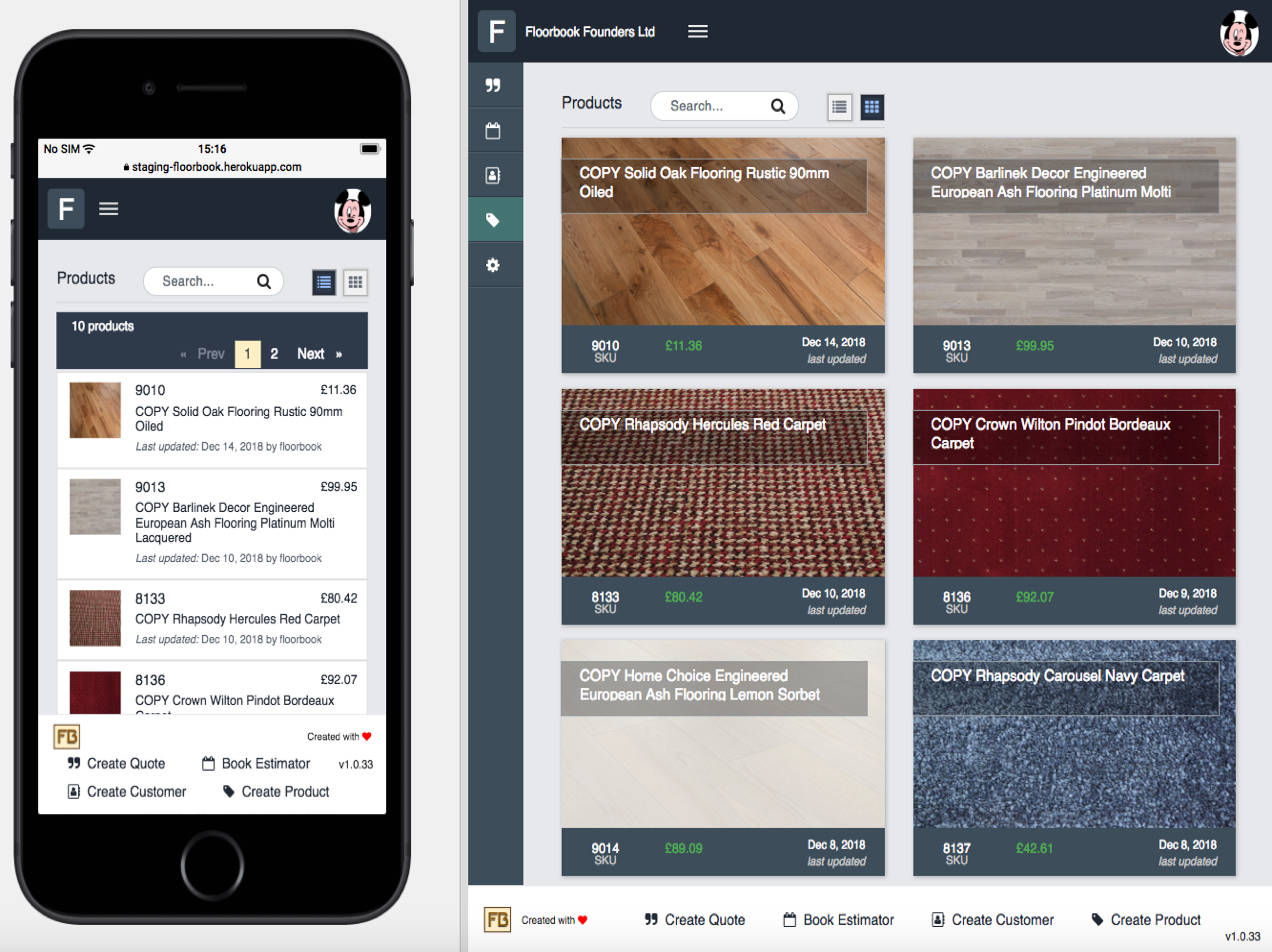 No SIM 15:16
staging-floorbook.herokuapp.com
F
Products Search...
10 products
« Prev 1 2 Next »
9010 £11.36
COPY Solid Oak Flooring Rustic 90mm
Oiled
Last updated: Dec 14, 2018 by floorbook
9013 £99.95
COPY Barlinek Decor Engineered
European Ash Flooring Platinum Molti
Lacquered
Last updated: Dec 10, 2018 by floorbook
8133 £80.42
COPY Rhapsody Hercules Red Carpet
Last updated: Dec 10, 2018 by floorbook
8136 £92.07
COPY Crown Wilton Pindot Bordeaux
Carpet
FB Created with
Create Quote Book Estimator v1.0.33
Create Customer Create Product
F Floorbook Founders Ltd
Products Search...
COPY Solid Oak Flooring Rustic 90mm
Oiled
9010 £11.36 Dec 14, 2018
SKU last updated
COPY Barlinek Decor Engineered
European Ash Flooring Platinum Molti
9013 £99.95 Dec 10, 2018
SKU last updated
COPY Rhapsody Hercules Red Carpet
8133 £80.42 Dec 10, 2018
SKU last updated
COPY Crown Wilton Pindot Bordeaux
Carpet
8136 £92.07 Dec 9, 2018
SKU last updated
COPY Home Choice Engineered
European Ash Flooring Lemon Sorbet
9014 £89.09 Dec 8, 2018
SKU last updated
COPY Rhapsody Carousel Navy Carpet
8137 £42.61 Dec 8, 2018
SKU last updated
FB Created with Create Quote Book Estimator Create Customer Create Product
v1.0.33